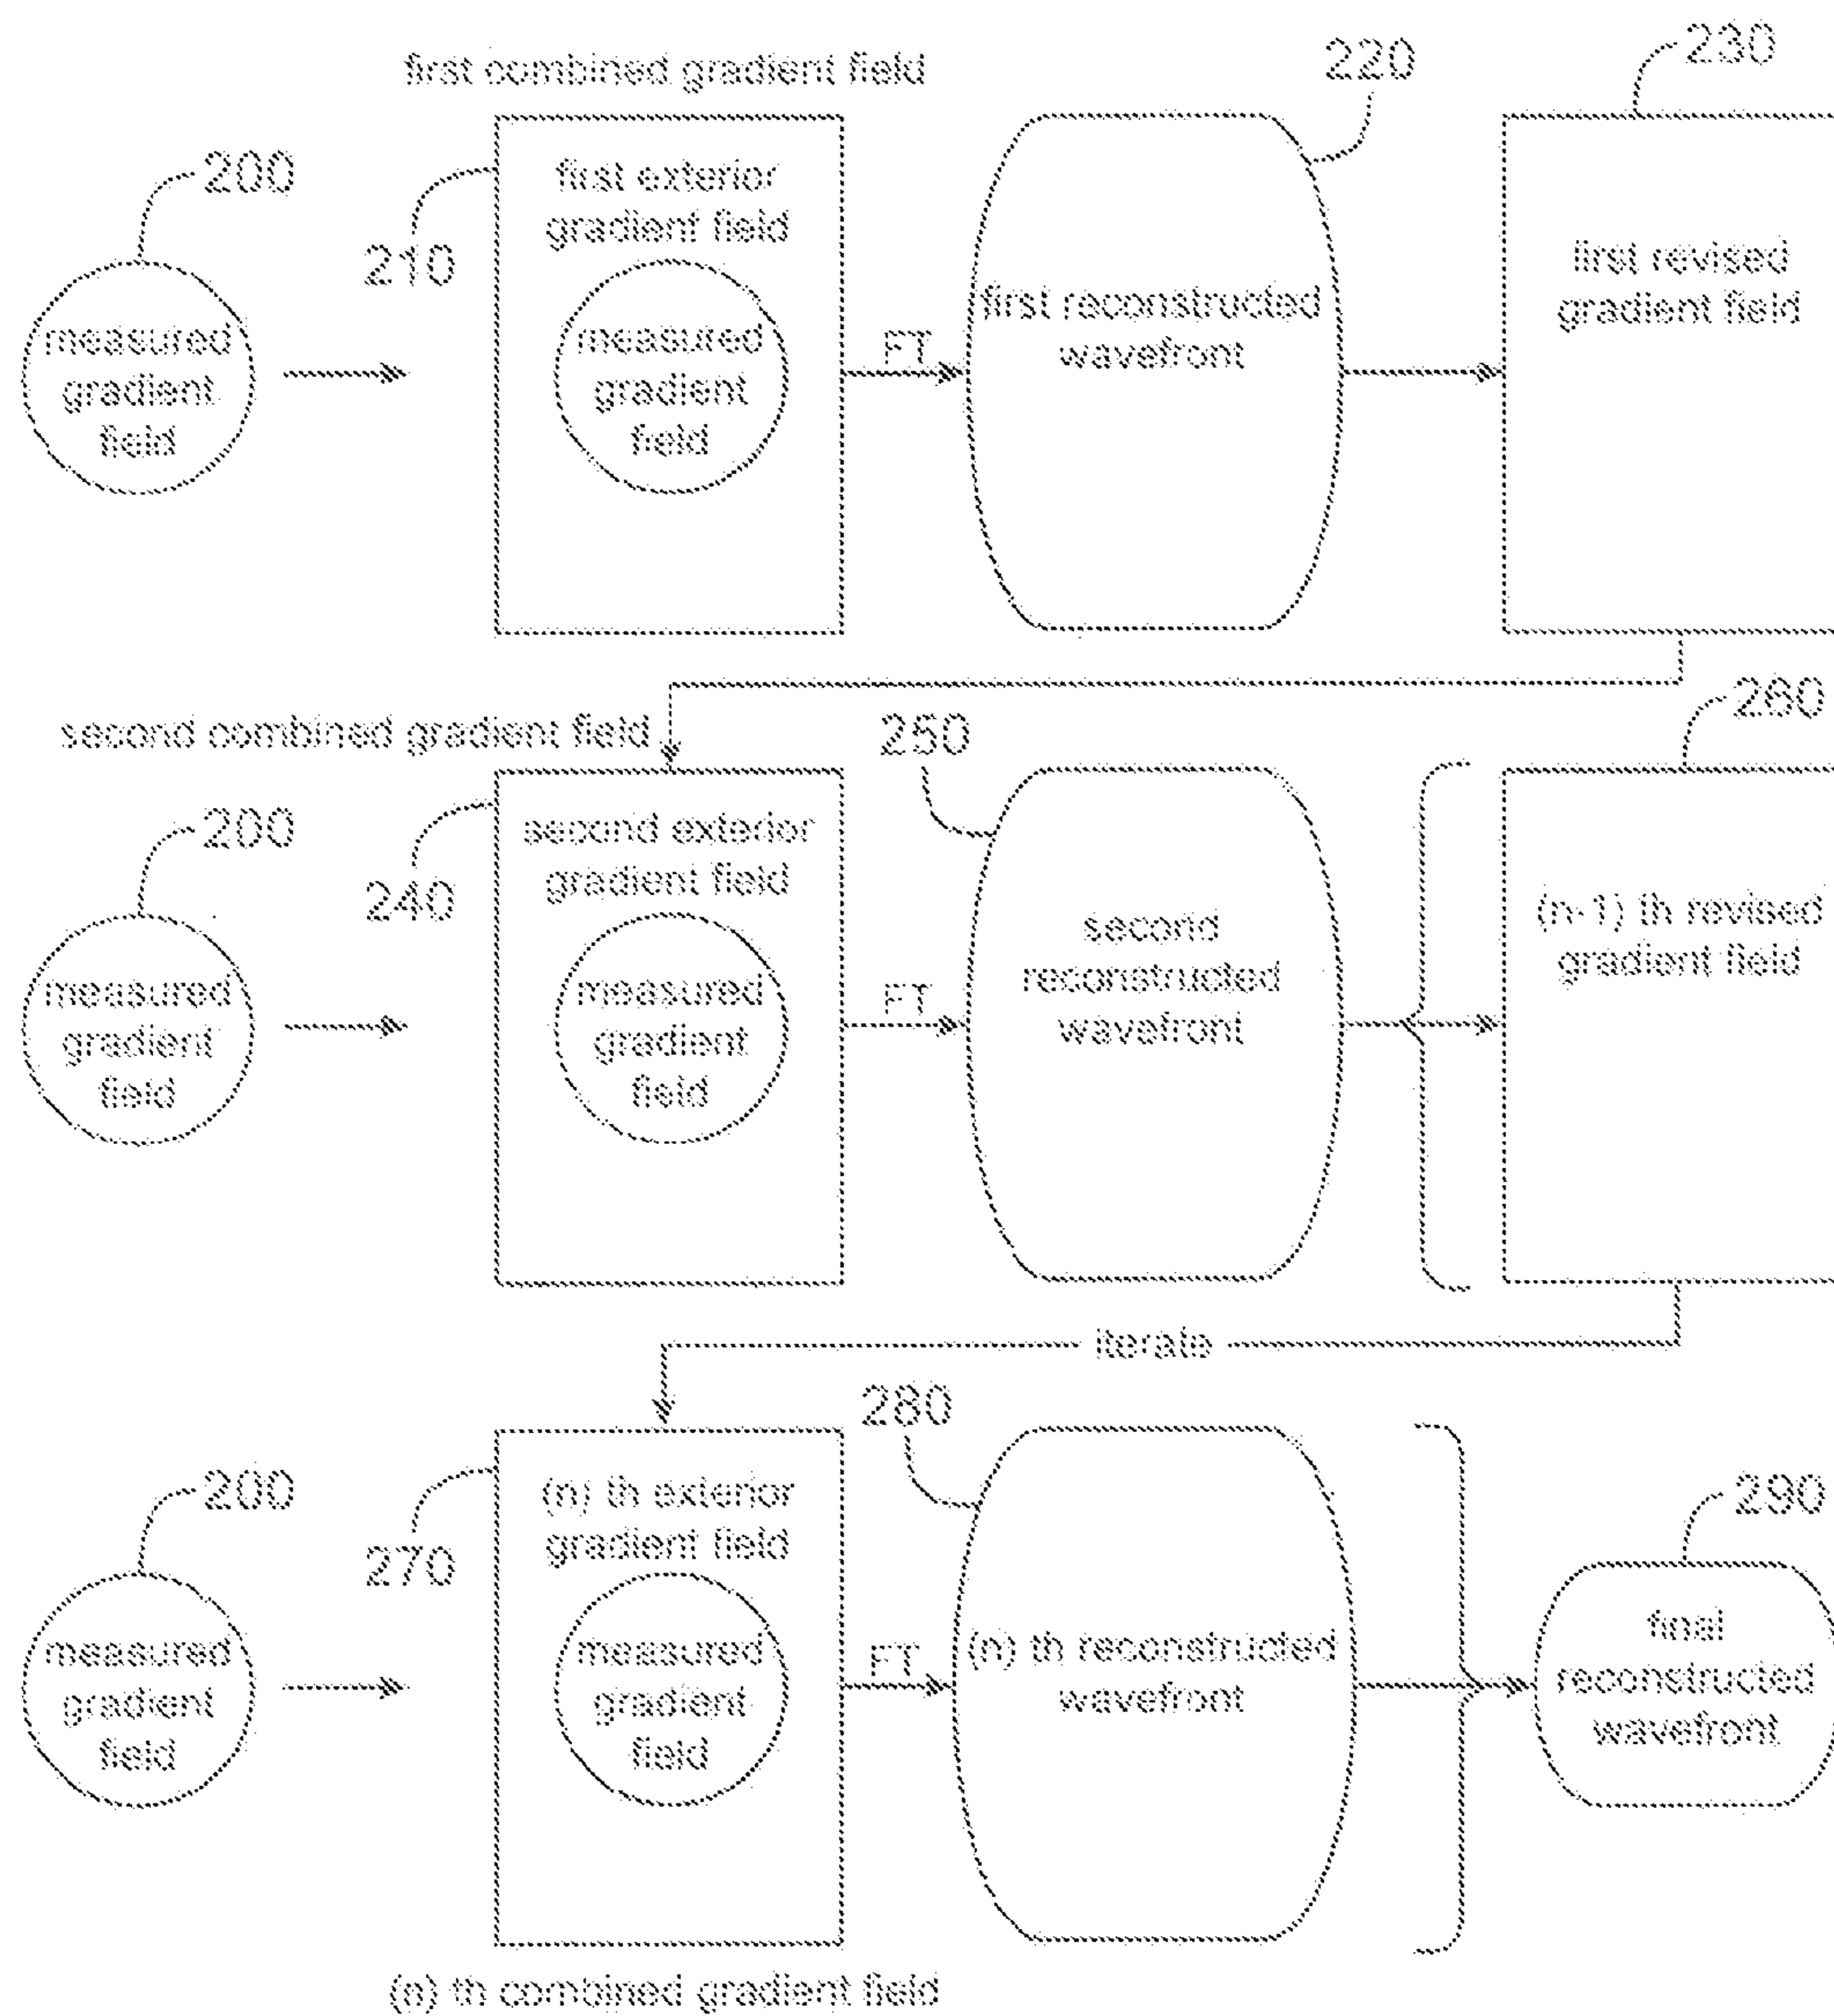 first combined gradient field
220
230
200
210
first exterior
gradient field
measured
gradient
field
measured
gradient
field
FT
first reconstructed
wavefront
first revised
gradient field
second combined gradient field
250
260
200
240
second exterior
gradient field
measured
gradient
field
measured
gradient
field
FT
second
reconstructed
wavefront
(n-1) th revised
gradient field
iterate
280
200
270
290
(n) th exterior
gradient field
measured
gradient
field
measured
gradient
field
FT
(n) th reconstructed
wavefront
final
reconstructed
wavefront
(n) th combined gradient field